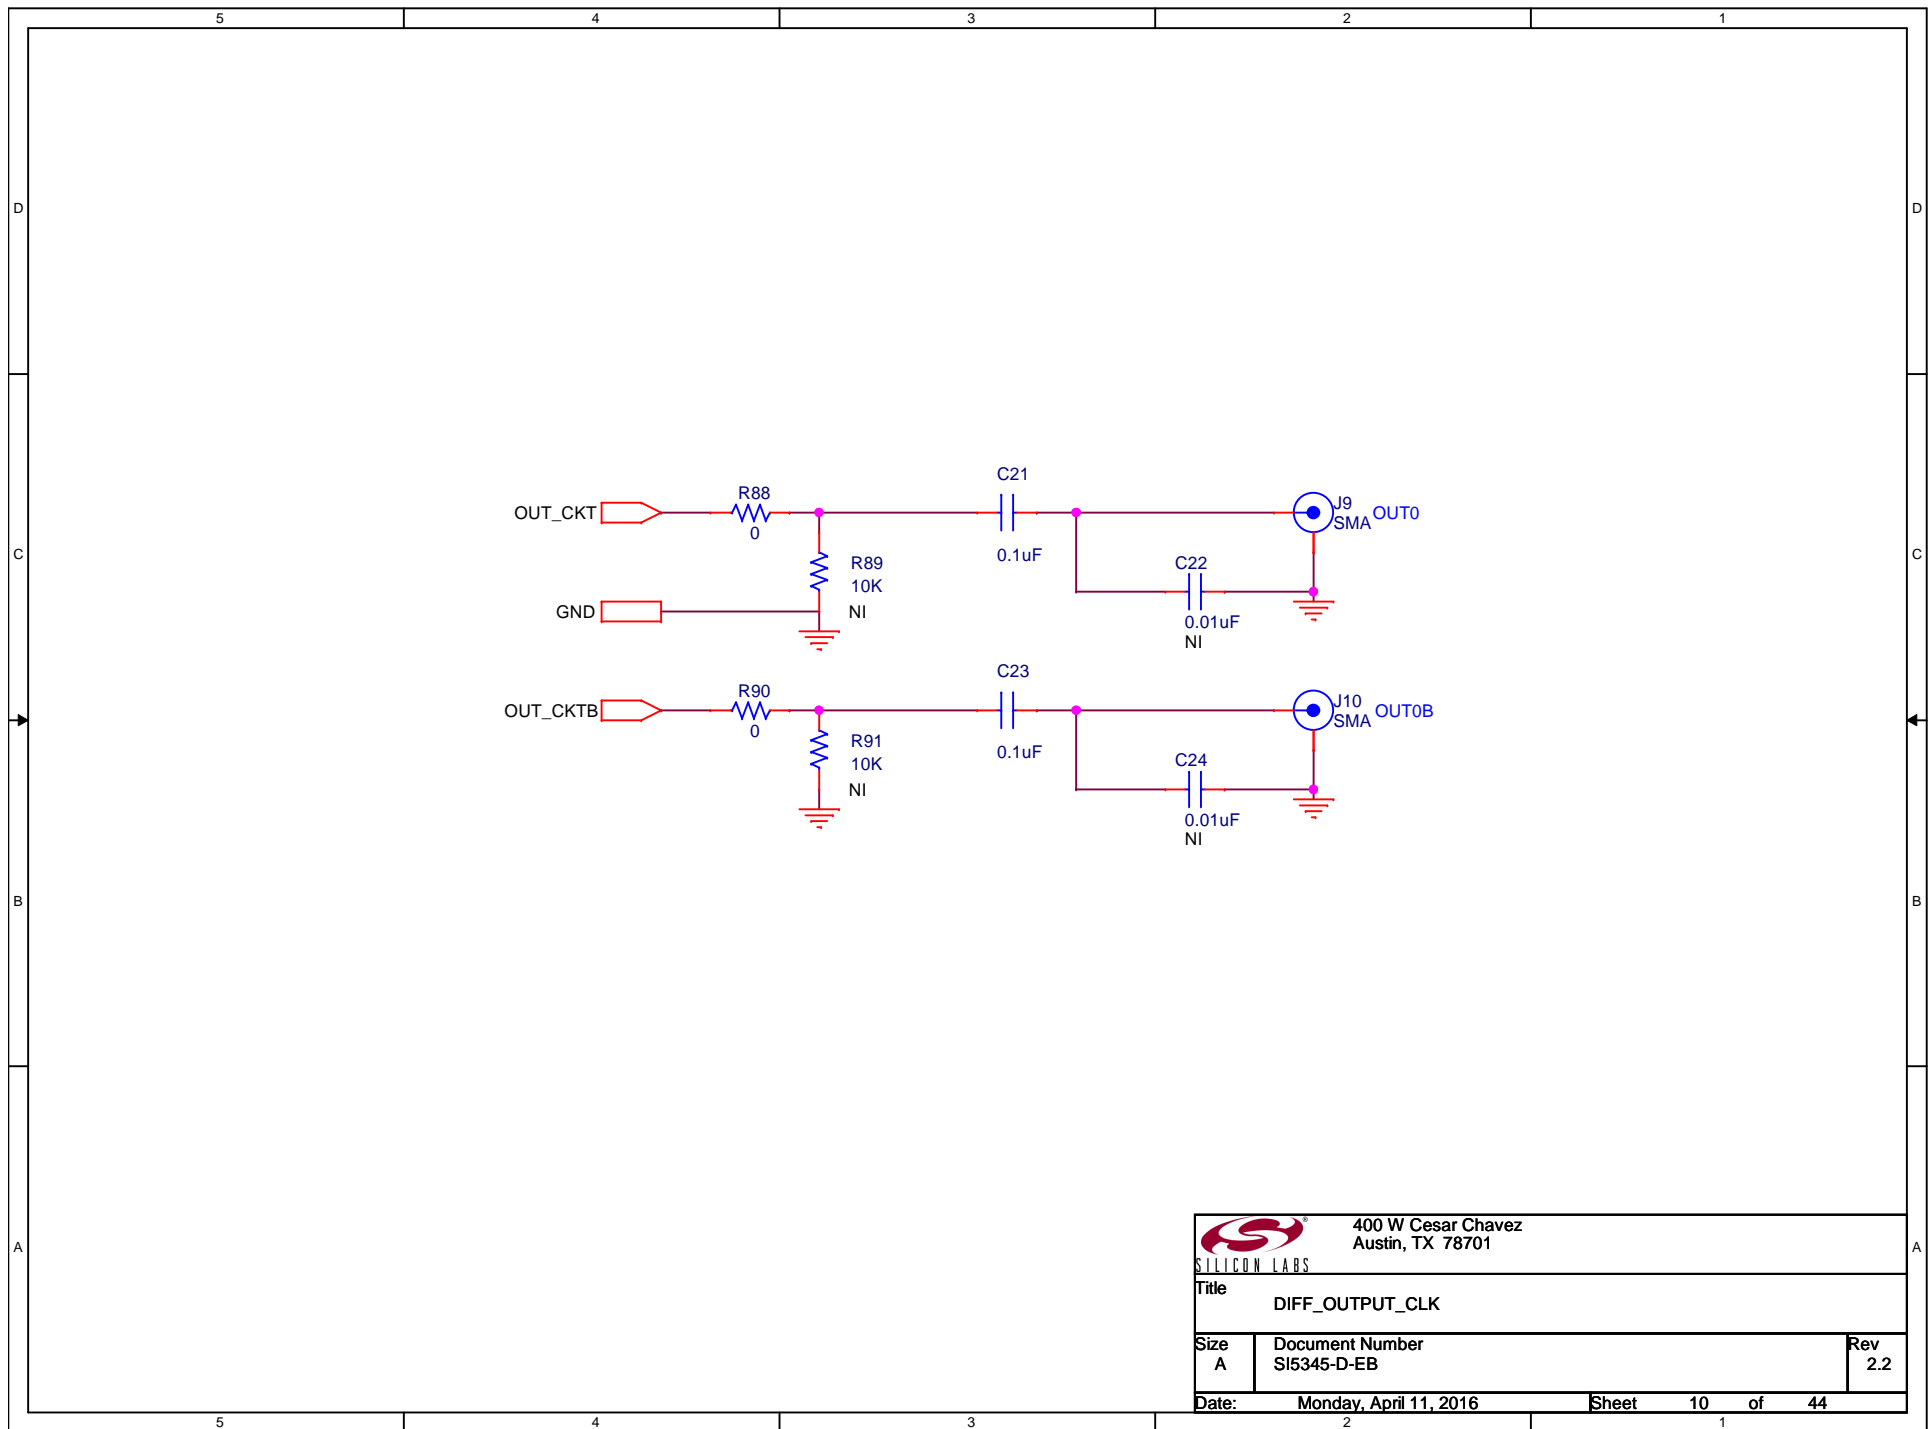 5 4 3 2 1
D D
C21
R88
OUT_CKT
0
J9
SMA
OUT0
0.1uF
C C
R89
10K
NI
C22
0.01uF
NI
GND
C23
R90
OUT_CKTB
0
J10
SMA
OUT0B
0.1uF
R91
10K
NI
C24
0.01uF
NI
B B
A A
®
SILICON LABS
400 W Cesar Chavez
Austin, TX 78701
Title
DIFF_OUTPUT_CLK
Size
A
Document Number
SI5345-D-EB
Rev
2.2
Date: Monday, April 11, 2016 Sheet 10 of 44
5 4 3 2 1